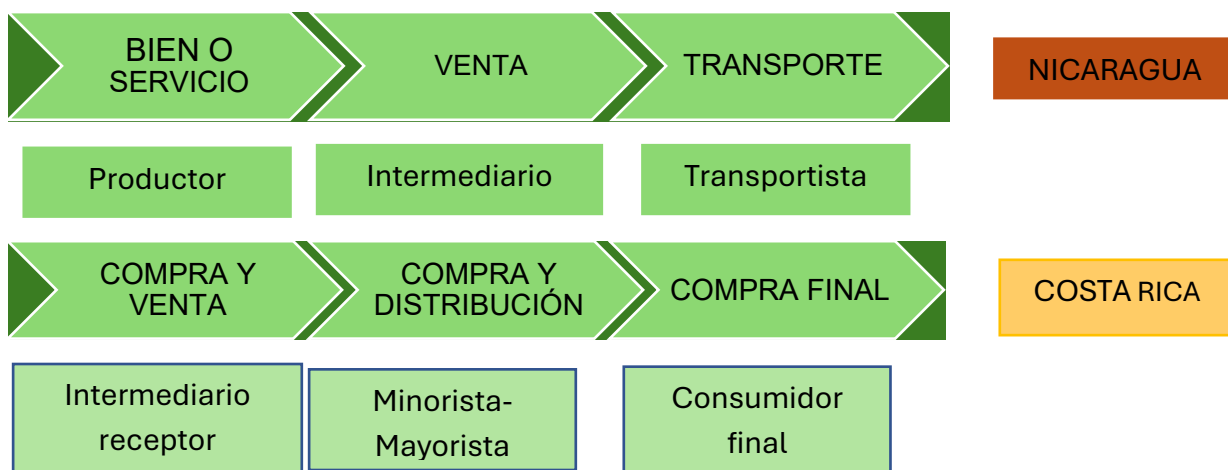 BIEN O
SERVICIO
VENTA
TRANSPORTE
NICARAGUA
Productor
Intermediario
Transportista
COMPRA Y
VENTA
COMPRA Y
DISTRIBUCIÓN
COMPRA FINAL
COSTA RICA
Intermediario
receptor
Minorista-
Mayorista
Consumidor
final